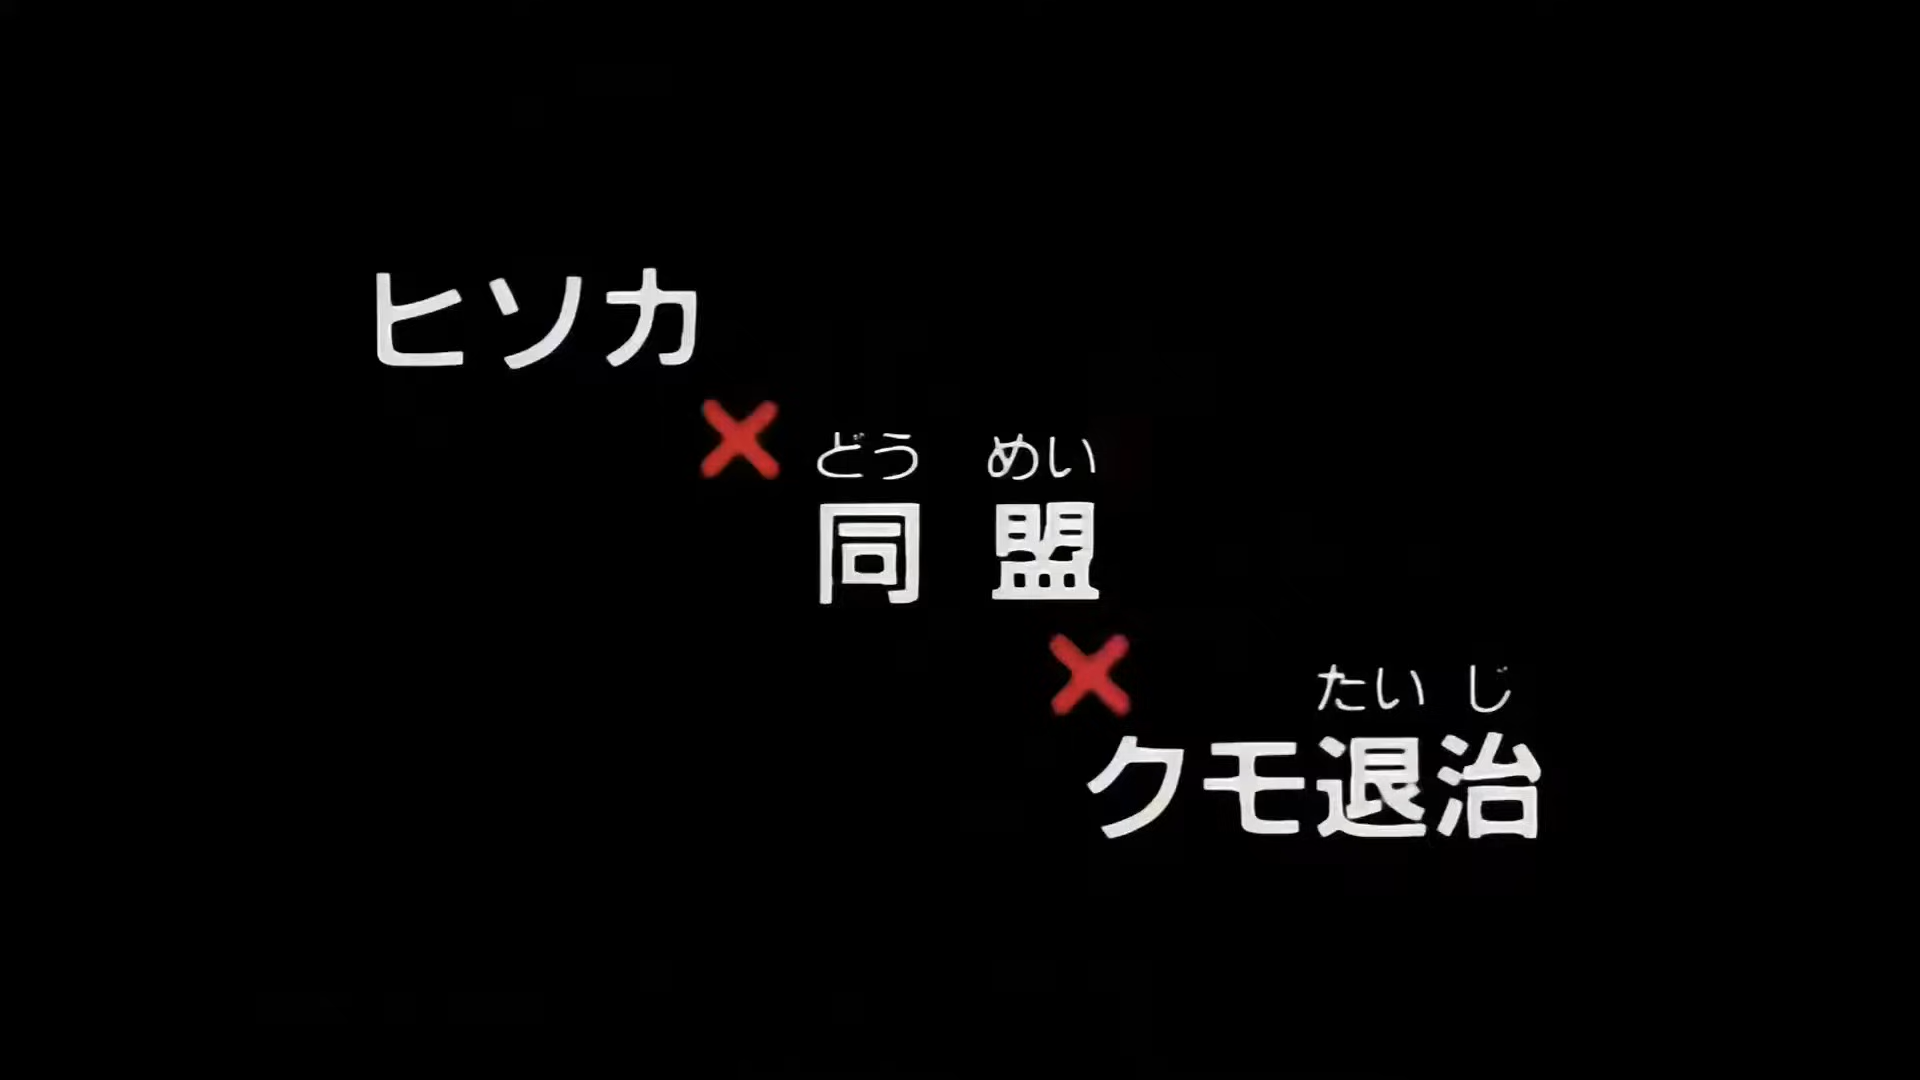 ヒソカ
×
どう めい
同 盟
×
たい じ
クモ退治